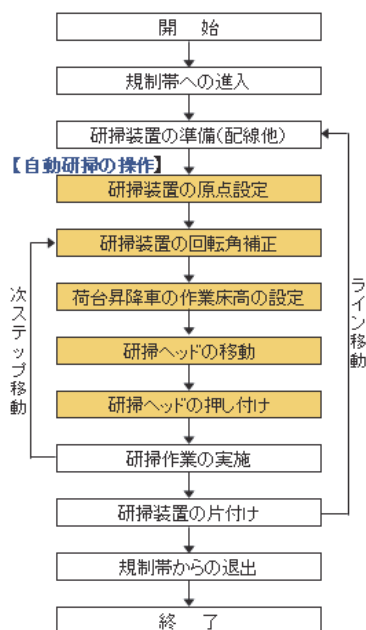 開 始
規制帯への進入
研掃装置の準備(配線他)
【自動研掃の操作】
研掃装置の原点設定
研掃装置の回転角補正
荷台昇降車の作業床高の設定
研掃ヘッドの移動
研掃ヘッドの押し付け
研掃作業の実施
研掃装置の片付け
規制帯からの退出
終 了
次ステップ移動
ライン移動